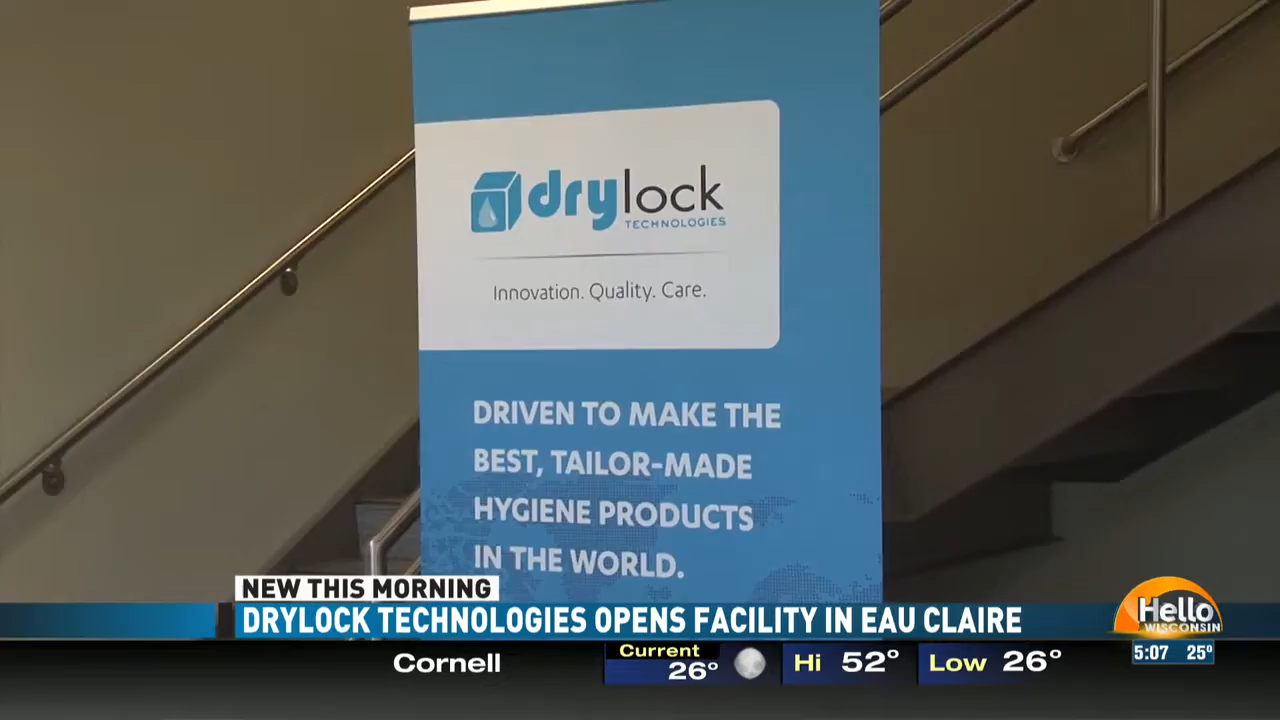 drylock
TECHNOLOGIES
Innovation. Quality. Care.
DRIVEN TO MAKE THE
BEST, TAILOR-MADE
HYGIENE PRODUCTS
IN THE WORLD.
NEW THIS MORNING
DRYLOCK TECHNOLOGIES OPENS FACILITY IN EAU CLAIRE
Hello
WISCONSIN
5:07 25°
Cornell
Current
26°
Hi 52°
Low 26°